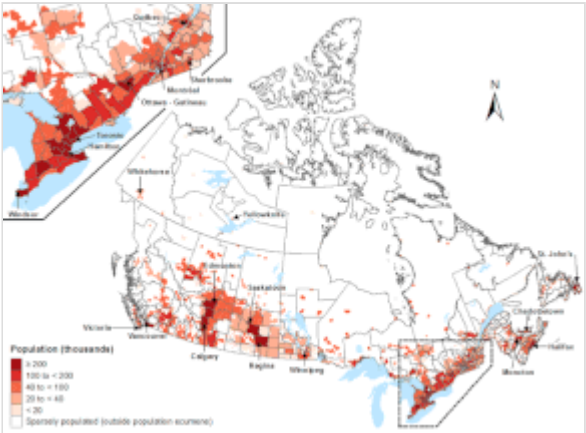 Québec
Sherbrooke
Montréal
Ottawa - Gatineau
Toronto
Hamilton
Windsor
N
Whitehorse
Yellowknife
St. John's
Edmonton
Saskatoon
Charlottetown
Victoria
Vancouver
Halifax
Calgary
Regina
Winnipeg
Moncton
Population (thousands)
≥ 200
100 to < 200
40 to < 100
20 to < 40
< 20
Sparsely populated (outside population ecumene)